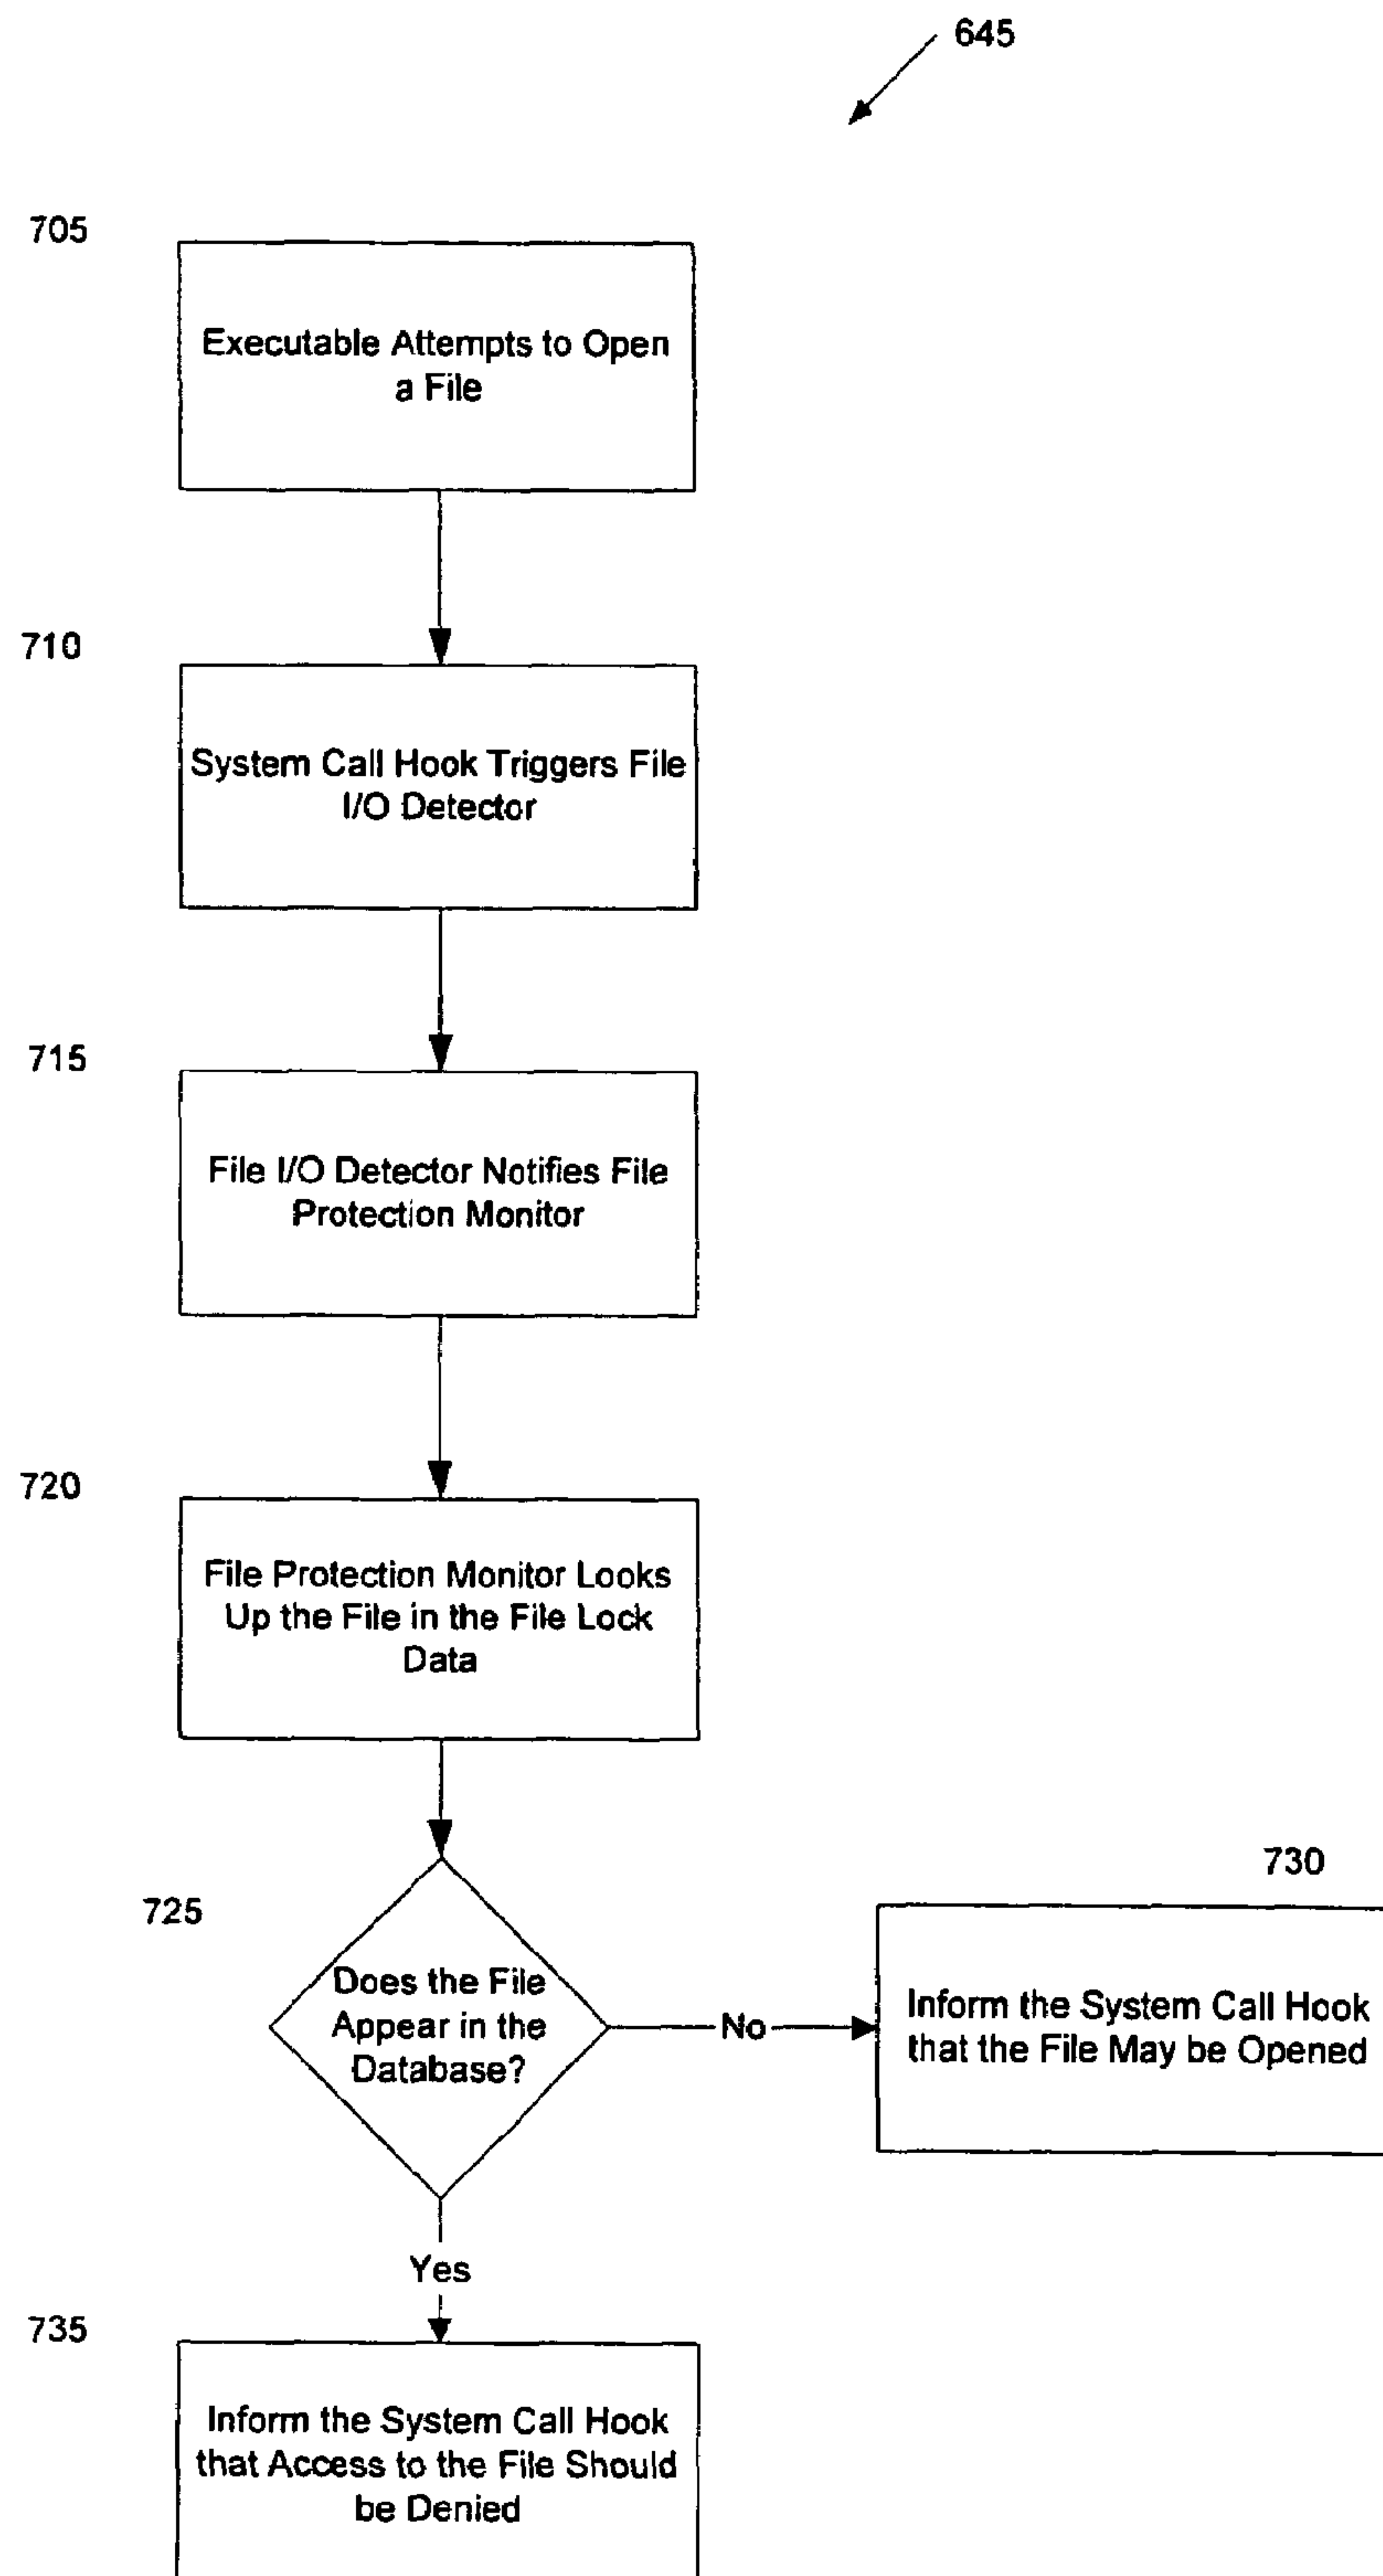 645
705
Executable Attempts to Open
a File
710
System Call Hook Triggers File
I/O Detector
715
File I/O Detector Notifies File
Protection Monitor
720
File Protection Monitor Looks
Up the File in the File Lock
Data
725
Does the File
Appear in the
Database?
No
730
Inform the System Call Hook
that the File May be Opened
Yes
735
Inform the System Call Hook
that Access to the File Should
be Denied